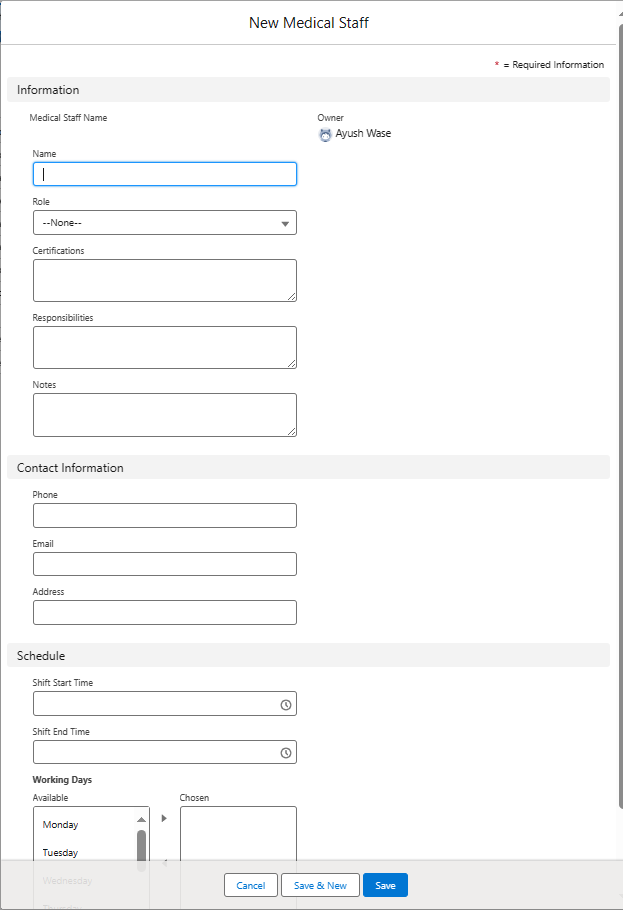 New Medical Staff
* = Required Information
Information
Medical Staff Name
Owner
Ayush Wase
Name
Role
--None--
Certifications
Responsibilities
Notes
Contact Information
Phone
Email
Address
Schedule
Shift Start Time
Shift End Time
Working Days
Available
Chosen
Monday
Tuesday
Wednesday
Thursday
Cancel
Save & New
Save